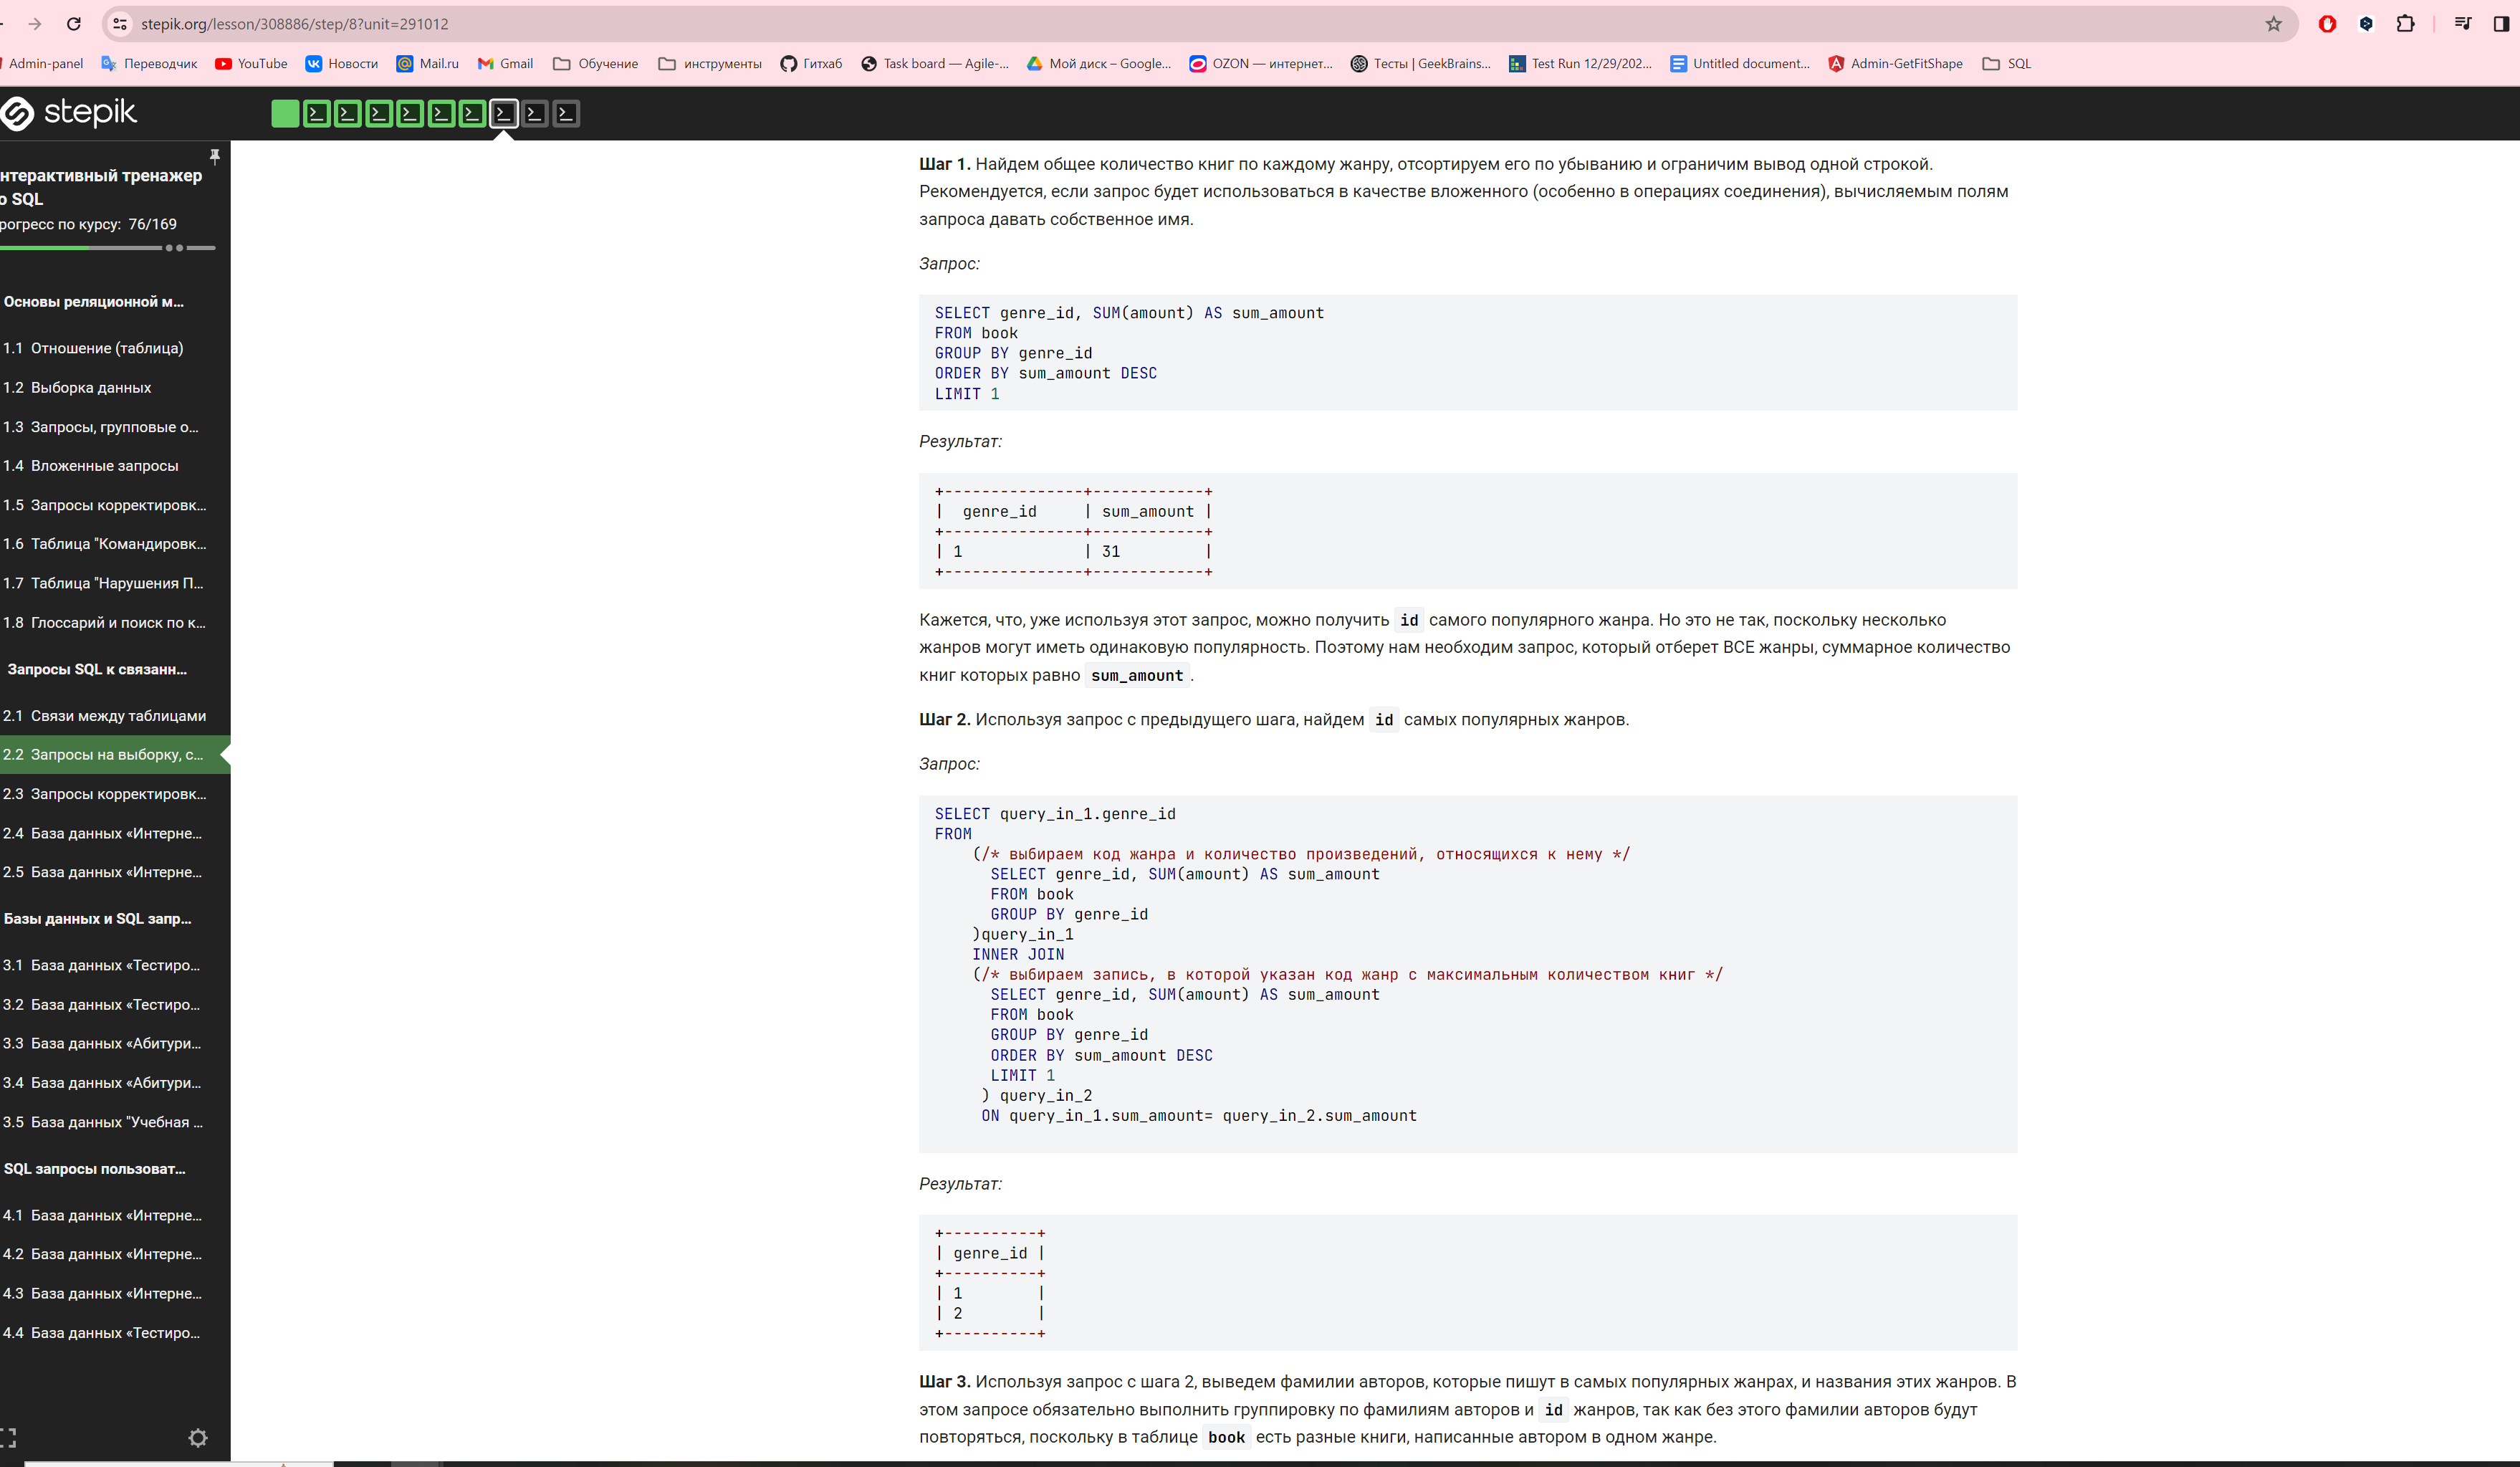 stepik.org/lesson/308886/step/8?unit=291012
Admin-panel Переводчик YouTube Новости Mail.ru Gmail Обучение инструменты Гитхаб Task board — Agile-... Мой диск – Google... OZON — интернет... Тесты | GeekBrains... Test Run 12/29/202... Untitled document... Admin-GetFitShape SQL
stepik
нтерактивный тренажер
о SQL
рогресс по курсу: 76/169
Основы реляционной м...
1.1 Отношение (таблица)
1.2 Выборка данных
1.3 Запросы, групповые о...
1.4 Вложенные запросы
1.5 Запросы корректировк...
1.6 Таблица "Командировк...
1.7 Таблица "Нарушения П...
1.8 Глоссарий и поиск по к...
Запросы SQL к связанн...
2.1 Связи между таблицами
2.2 Запросы на выборку, с...
2.3 Запросы корректировк...
2.4 База данных «Интерне...
2.5 База данных «Интерне...
Базы данных и SQL запр...
3.1 База данных «Тестиро...
3.2 База данных «Тестиро...
3.3 База данных «Абитури...
3.4 База данных «Абитури...
3.5 База данных "Учебная ...
SQL запросы пользоват...
4.1 База данных «Интерне...
4.2 База данных «Интерне...
4.3 База данных «Интерне...
4.4 База данных «Тестиро...
Шаг 1. Найдем общее количество книг по каждому жанру, отсортируем его по убыванию и ограничим вывод одной строкой.
Рекомендуется, если запрос будет использоваться в качестве вложенного (особенно в операциях соединения), вычисляемым полям
запроса давать собственное имя.
Запрос:
SELECT genre_id, SUM(amount) AS sum_amount
FROM book
GROUP BY genre_id
ORDER BY sum_amount DESC
LIMIT 1
Результат:
+---------------+------------+
|  genre_id     | sum_amount |
+---------------+------------+
| 1             | 31         |
+---------------+------------+
Кажется, что, уже используя этот запрос, можно получить id самого популярного жанра. Но это не так, поскольку несколько
жанров могут иметь одинаковую популярность. Поэтому нам необходим запрос, который отберет ВСЕ жанры, суммарное количество
книг которых равно sum_amount .
Шаг 2. Используя запрос с предыдущего шага, найдем id самых популярных жанров.
Запрос:
SELECT query_in_1.genre_id
FROM
(/* выбираем код жанра и количество произведений, относящихся к нему */
SELECT genre_id, SUM(amount) AS sum_amount
FROM book
GROUP BY genre_id
)query_in_1
INNER JOIN
(/* выбираем запись, в которой указан код жанр с максимальным количеством книг */
SELECT genre_id, SUM(amount) AS sum_amount
FROM book
GROUP BY genre_id
ORDER BY sum_amount DESC
LIMIT 1
) query_in_2
ON query_in_1.sum_amount= query_in_2.sum_amount
Результат:
+----------+
| genre_id |
+----------+
| 1        |
| 2        |
+----------+
Шаг 3. Используя запрос с шага 2, выведем фамилии авторов, которые пишут в самых популярных жанрах, и названия этих жанров. В
этом запросе обязательно выполнить группировку по фамилиям авторов и id жанров, так как без этого фамилии авторов будут
повторяться, поскольку в таблице book есть разные книги, написанные автором в одном жанре.